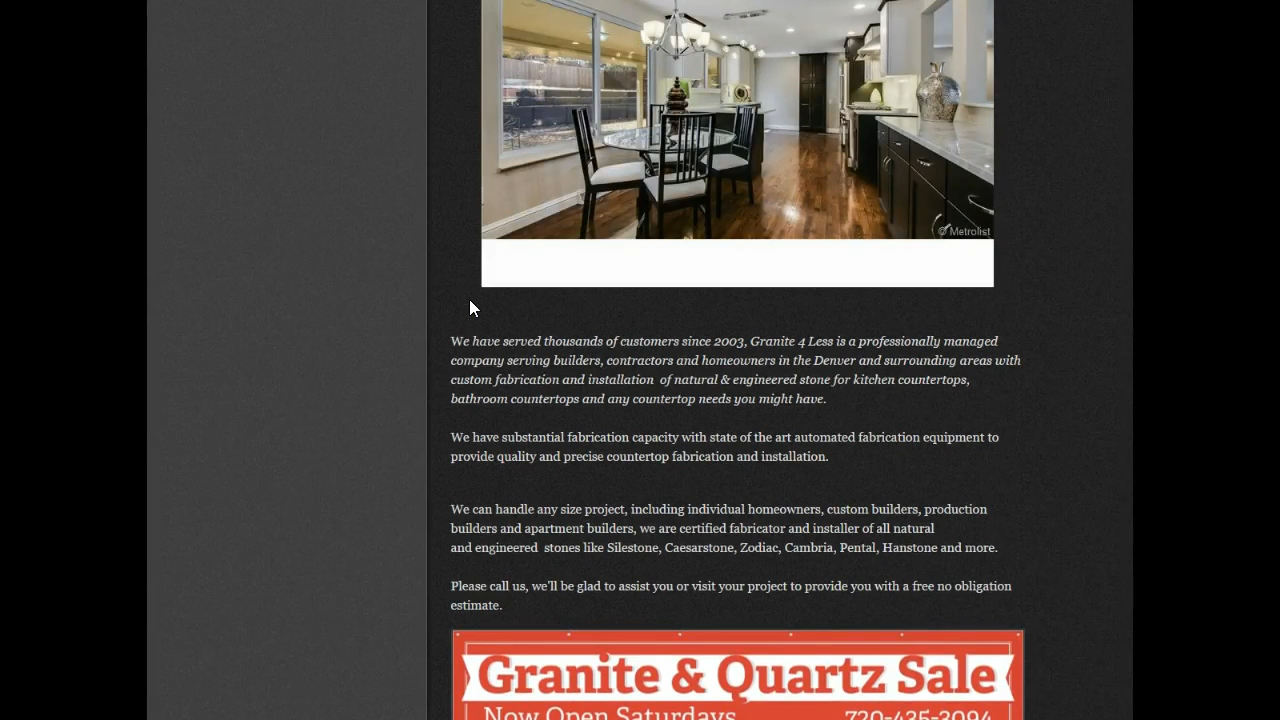 © Metrolist
We have served thousands of customers since 2003, Granite 4 Less is a professionally managed
company serving builders, contractors and homeowners in the Denver and surrounding areas with
custom fabrication and installation  of natural & engineered stone for kitchen countertops,
bathroom countertops and any countertop needs you might have.
We have substantial fabrication capacity with state of the art automated fabrication equipment to
provide quality and precise countertop fabrication and installation.
We can handle any size project, including individual homeowners, custom builders, production
builders and apartment builders, we are certified fabricator and installer of all natural
and engineered  stones like Silestone, Caesarstone, Zodiac, Cambria, Pental, Hanstone and more.
Please call us, we'll be glad to assist you or visit your project to provide you with a free no obligation
estimate.
Granite & Quartz Sale
Now Open Saturdays 720-435-3094